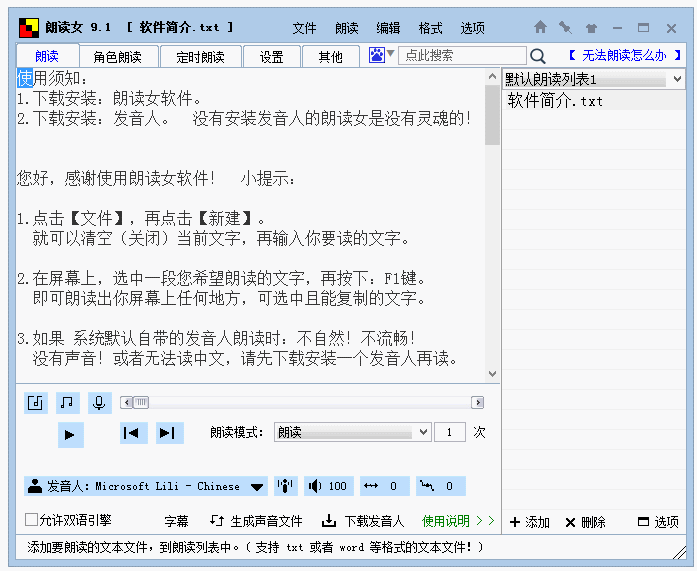 朗读女 9.1 [ 软件简介.txt ] 文件 朗读 编辑 格式 选项
朗读 角色朗读 定时朗读 设置 其他 点此搜索 【 无法朗读怎么办 】
使用须知：
1.下载安装：朗读女软件。
2.下载安装：发音人。 没有安装发音人的朗读女是没有灵魂的！
您好，感谢使用朗读女软件！ 小提示：
1.点击【文件】，再点击【新建】。
就可以清空（关闭）当前文字，再输入你要读的文字。
2.在屏幕上，选中一段您希望朗读的文字，再按下：F1键。
即可朗读出你屏幕上任何地方，可选中且能复制的文字。
3.如果 系统默认自带的发音人朗读时：不自然！不流畅！
没有声音！或者无法读中文，请先下载安装一个发音人再读。
默认朗读列表1
软件简介.txt
朗读模式： 朗读 1 次
发音人：Microsoft Lili - Chinese 100 0 0
允许双语引擎 字幕 生成声音文件 下载发音人 使用说明 >> 添加 删除 选项
添加要朗读的文本文件，到朗读列表中。（ 支持 txt 或者 word 等格式的文本文件！）